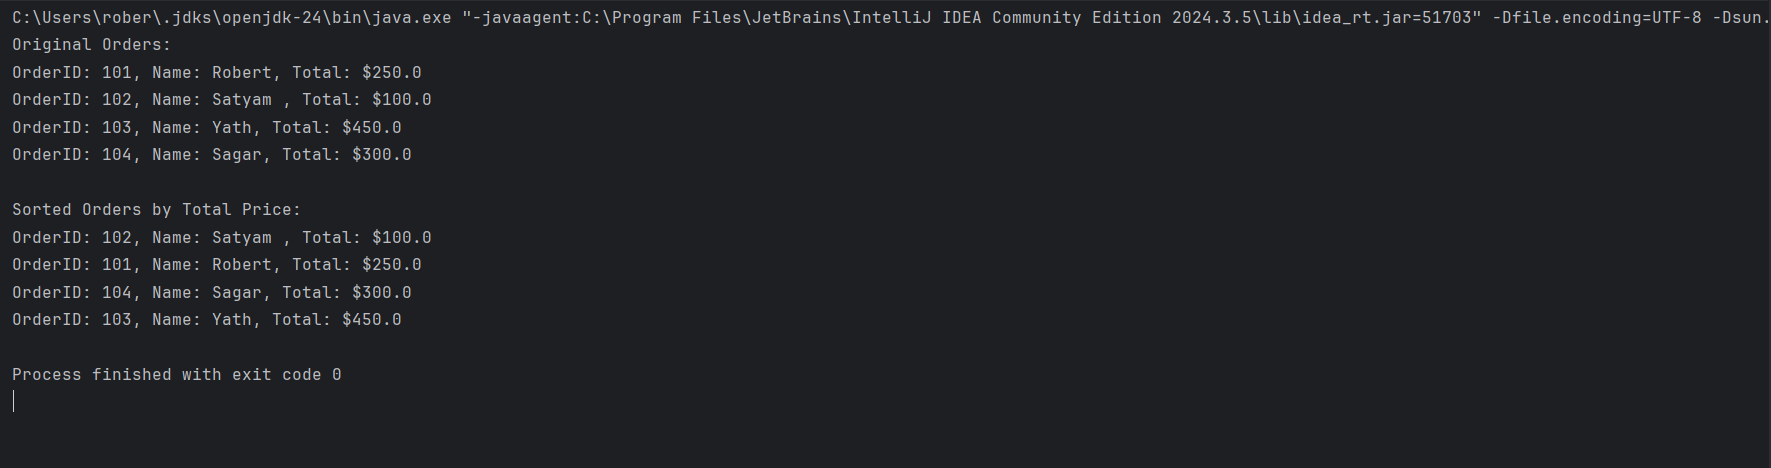 C:\Users\rober\.jdks\openjdk-24\bin\java.exe "-javaagent:C:\Program Files\JetBrains\IntelliJ IDEA Community Edition 2024.3.5\lib\idea_rt.jar=51703" -Dfile.encoding=UTF-8 -Dsun.
Original Orders:
OrderID: 101, Name: Robert, Total: $250.0
OrderID: 102, Name: Satyam , Total: $100.0
OrderID: 103, Name: Yath, Total: $450.0
OrderID: 104, Name: Sagar, Total: $300.0
Sorted Orders by Total Price:
OrderID: 102, Name: Satyam , Total: $100.0
OrderID: 101, Name: Robert, Total: $250.0
OrderID: 104, Name: Sagar, Total: $300.0
OrderID: 103, Name: Yath, Total: $450.0
Process finished with exit code 0